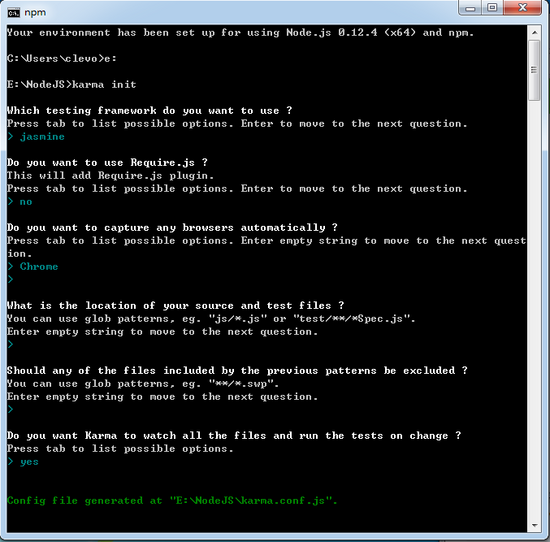 npm
Your environment has been set up for using Node.js 0.12.4 (x64) and npm.
C:\Users\clevo>e:
E:\NodeJS>karma init
Which testing framework do you want to use ?
Press tab to list possible options. Enter to move to the next question.
> jasmine
Do you want to use Require.js ?
This will add Require.js plugin.
Press tab to list possible options. Enter to move to the next question.
> no
Do you want to capture any browsers automatically ?
Press tab to list possible options. Enter empty string to move to the next quest
ion.
> Chrome
>
What is the location of your source and test files ?
You can use glob patterns, eg. "js/*.js" or "test/**/*Spec.js".
Enter empty string to move to the next question.
>
Should any of the files included by the previous patterns be excluded ?
You can use glob patterns, eg. "**/*.swp".
Enter empty string to move to the next question.
>
Do you want Karma to watch all the files and run the tests on change ?
Press tab to list possible options.
> yes
Config file generated at "E:\NodeJS\karma.conf.js".